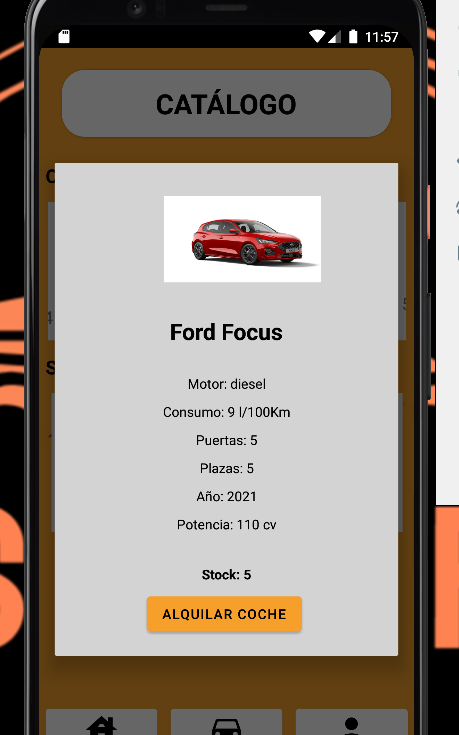 11:57
CATÁLOGO
Ford Focus
Motor: diesel
Consumo: 9 l/100Km
Puertas: 5
Plazas: 5
Año: 2021
Potencia: 110 cv
Stock: 5
ALQUILAR COCHE